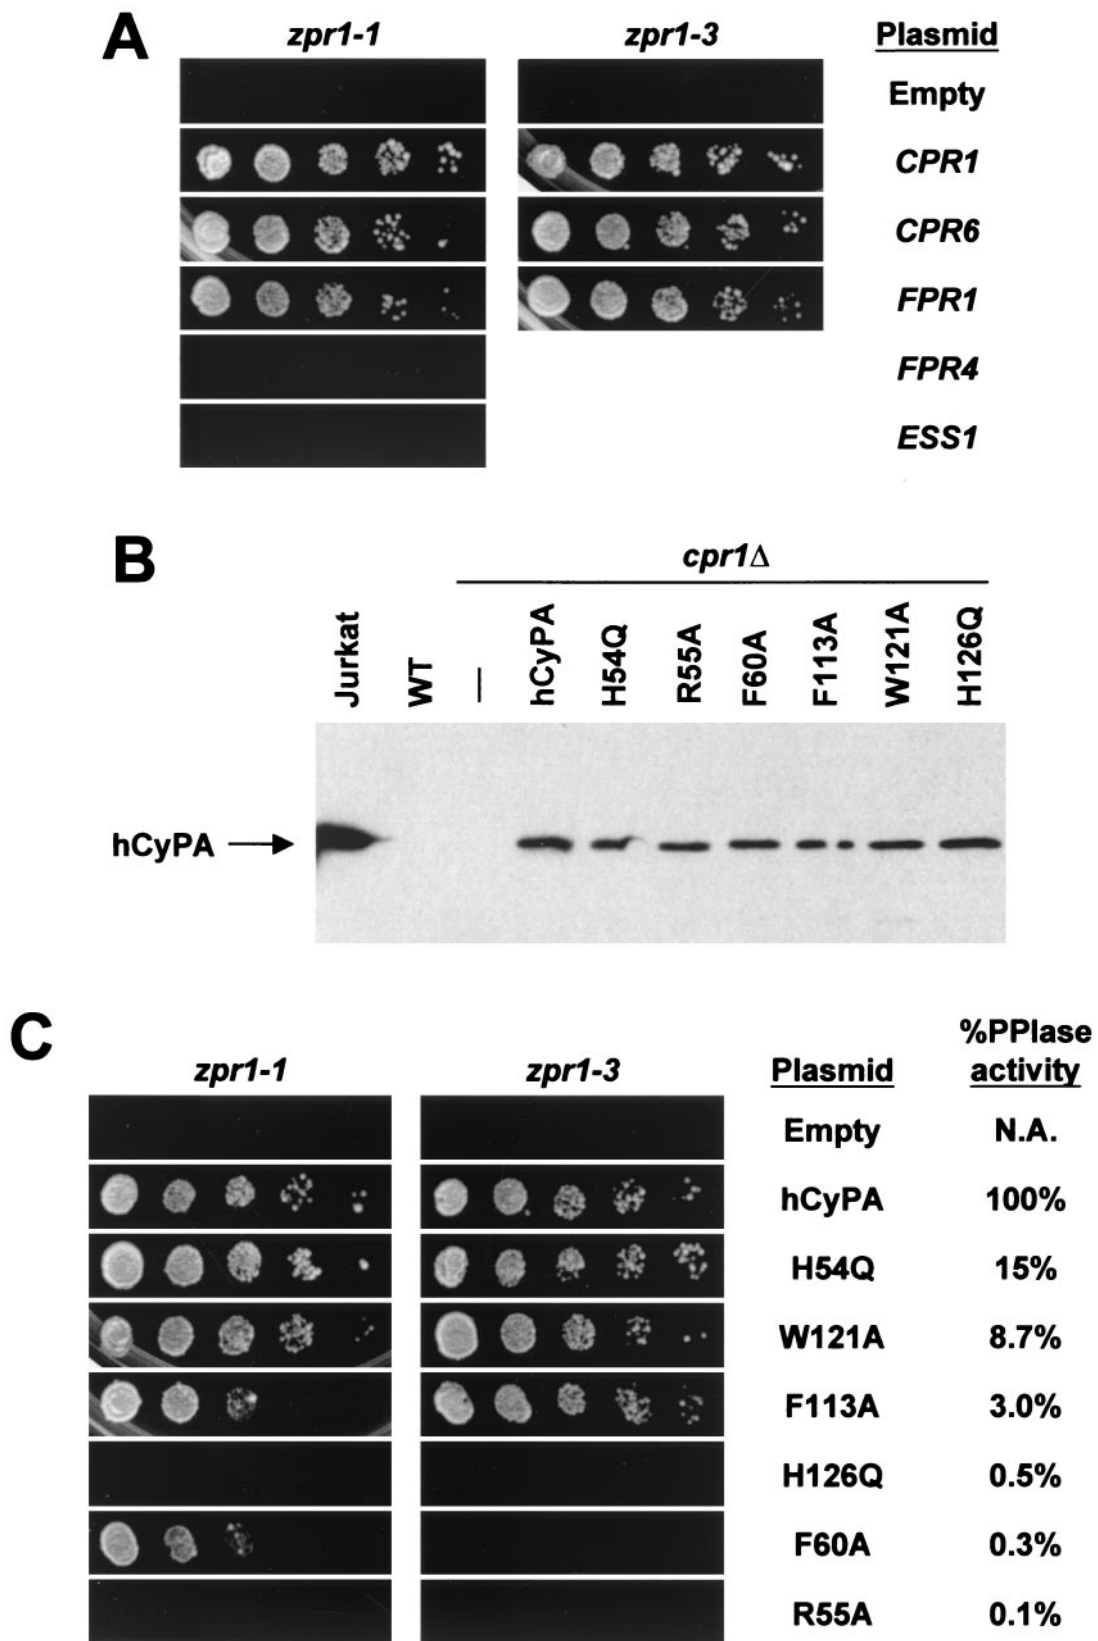 A
zpr1-1 zpr1-3 Plasmid
Empty
CPR1
CPR6
FPR1
FPR4
ESS1
B
cpr1Δ
Jurkat WT — hCyPA H54Q R55A F60A F113A W121A H126Q
hCyPA
C
%PPIase
zpr1-1 zpr1-3 Plasmid activity
Empty N.A.
hCyPA 100%
H54Q 15%
W121A 8.7%
F113A 3.0%
H126Q 0.5%
F60A 0.3%
R55A 0.1%